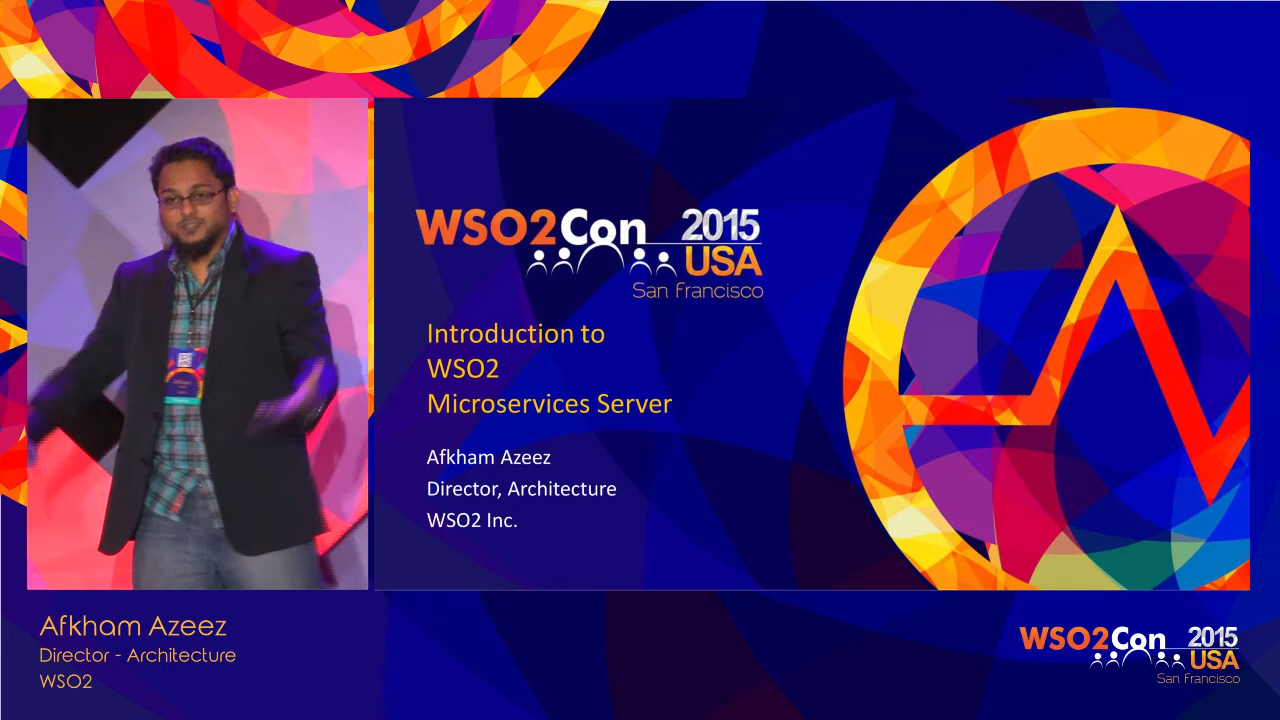 WSO2Con 2015
USA
San Francisco
Introduction to
WSO2
Microservices Server
Afkham Azeez
Director, Architecture
WSO2 Inc.
Afkham Azeez
Director - Architecture
WSO2
WSO2Con 2015
USA
San Francisco